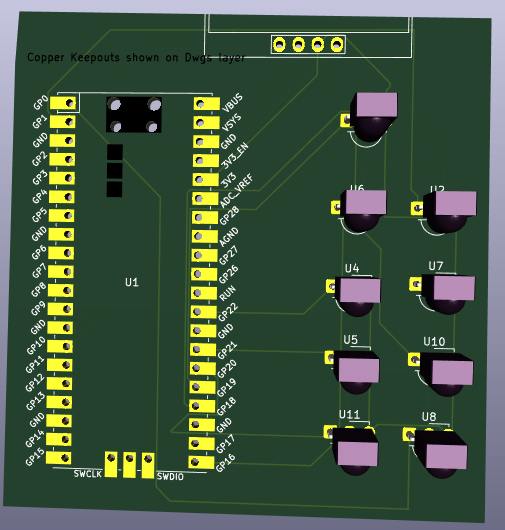 Copper Keepouts shown on Dwgs layer
GP0
GP1
GND
GP2
GP3
GP4
GP5
GND
GP6
GP7
GP8
GP9
GND
GP10
GP11
GP12
GP13
GND
GP14
GP15
U1
SWCLK
SWDIO
VBUS
VSYS
GND
3V3_EN
3V3
ADC_VREF
GP28
AGND
GP27
GP26
RUN
GP22
GND
GP21
GP20
GP19
GP18
GND
GP17
GP16
U6
U2
U4
U7
U5
U10
U11
U8